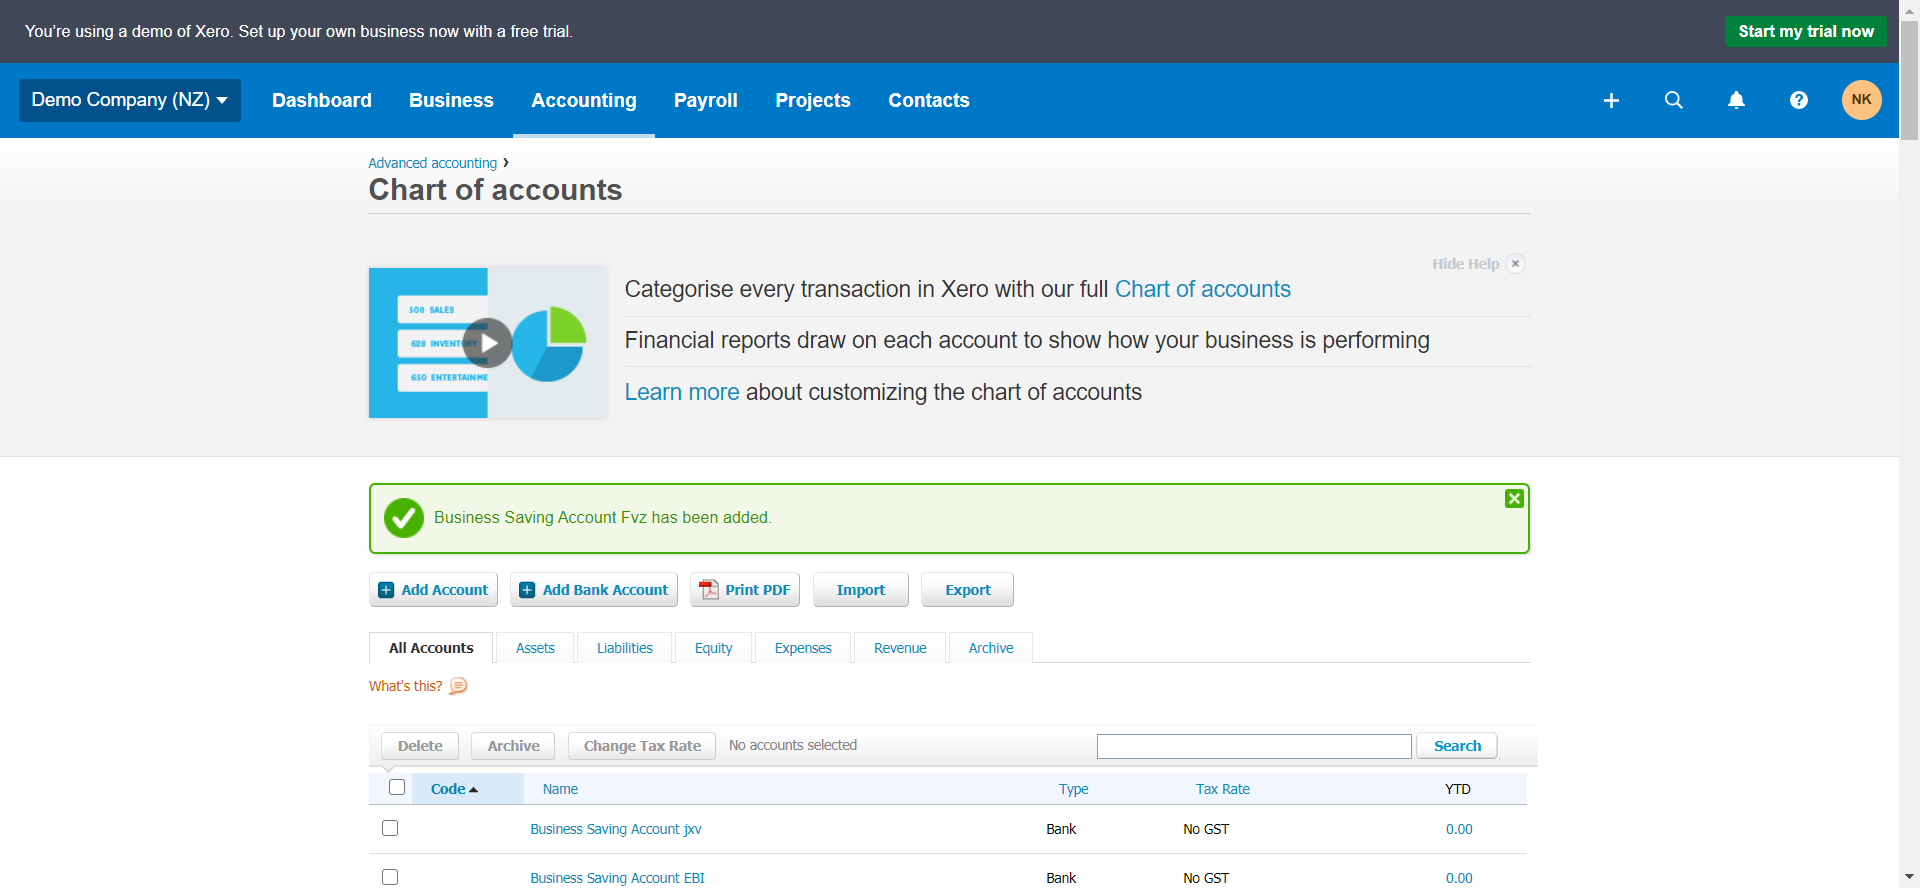 You're using a demo of Xero. Set up your own business now with a free trial.
Start my trial now
Demo Company (NZ)
Dashboard
Business
Accounting
Payroll
Projects
Contacts
NK
Advanced accounting ›
Chart of accounts
Hide Help
500 SALES
628 INVENTORY
650 ENTERTAINME
Categorise every transaction in Xero with our full Chart of accounts
Financial reports draw on each account to show how your business is performing
Learn more about customizing the chart of accounts
Business Saving Account Fvz has been added.
Add Account
Add Bank Account
Print PDF
Import
Export
All Accounts
Assets
Liabilities
Equity
Expenses
Revenue
Archive
What's this?
Delete
Archive
Change Tax Rate
No accounts selected
Search
Code Name Type Tax Rate YTD
Business Saving Account jxv Bank No GST 0.00
Business Saving Account EBI Bank No GST 0.00